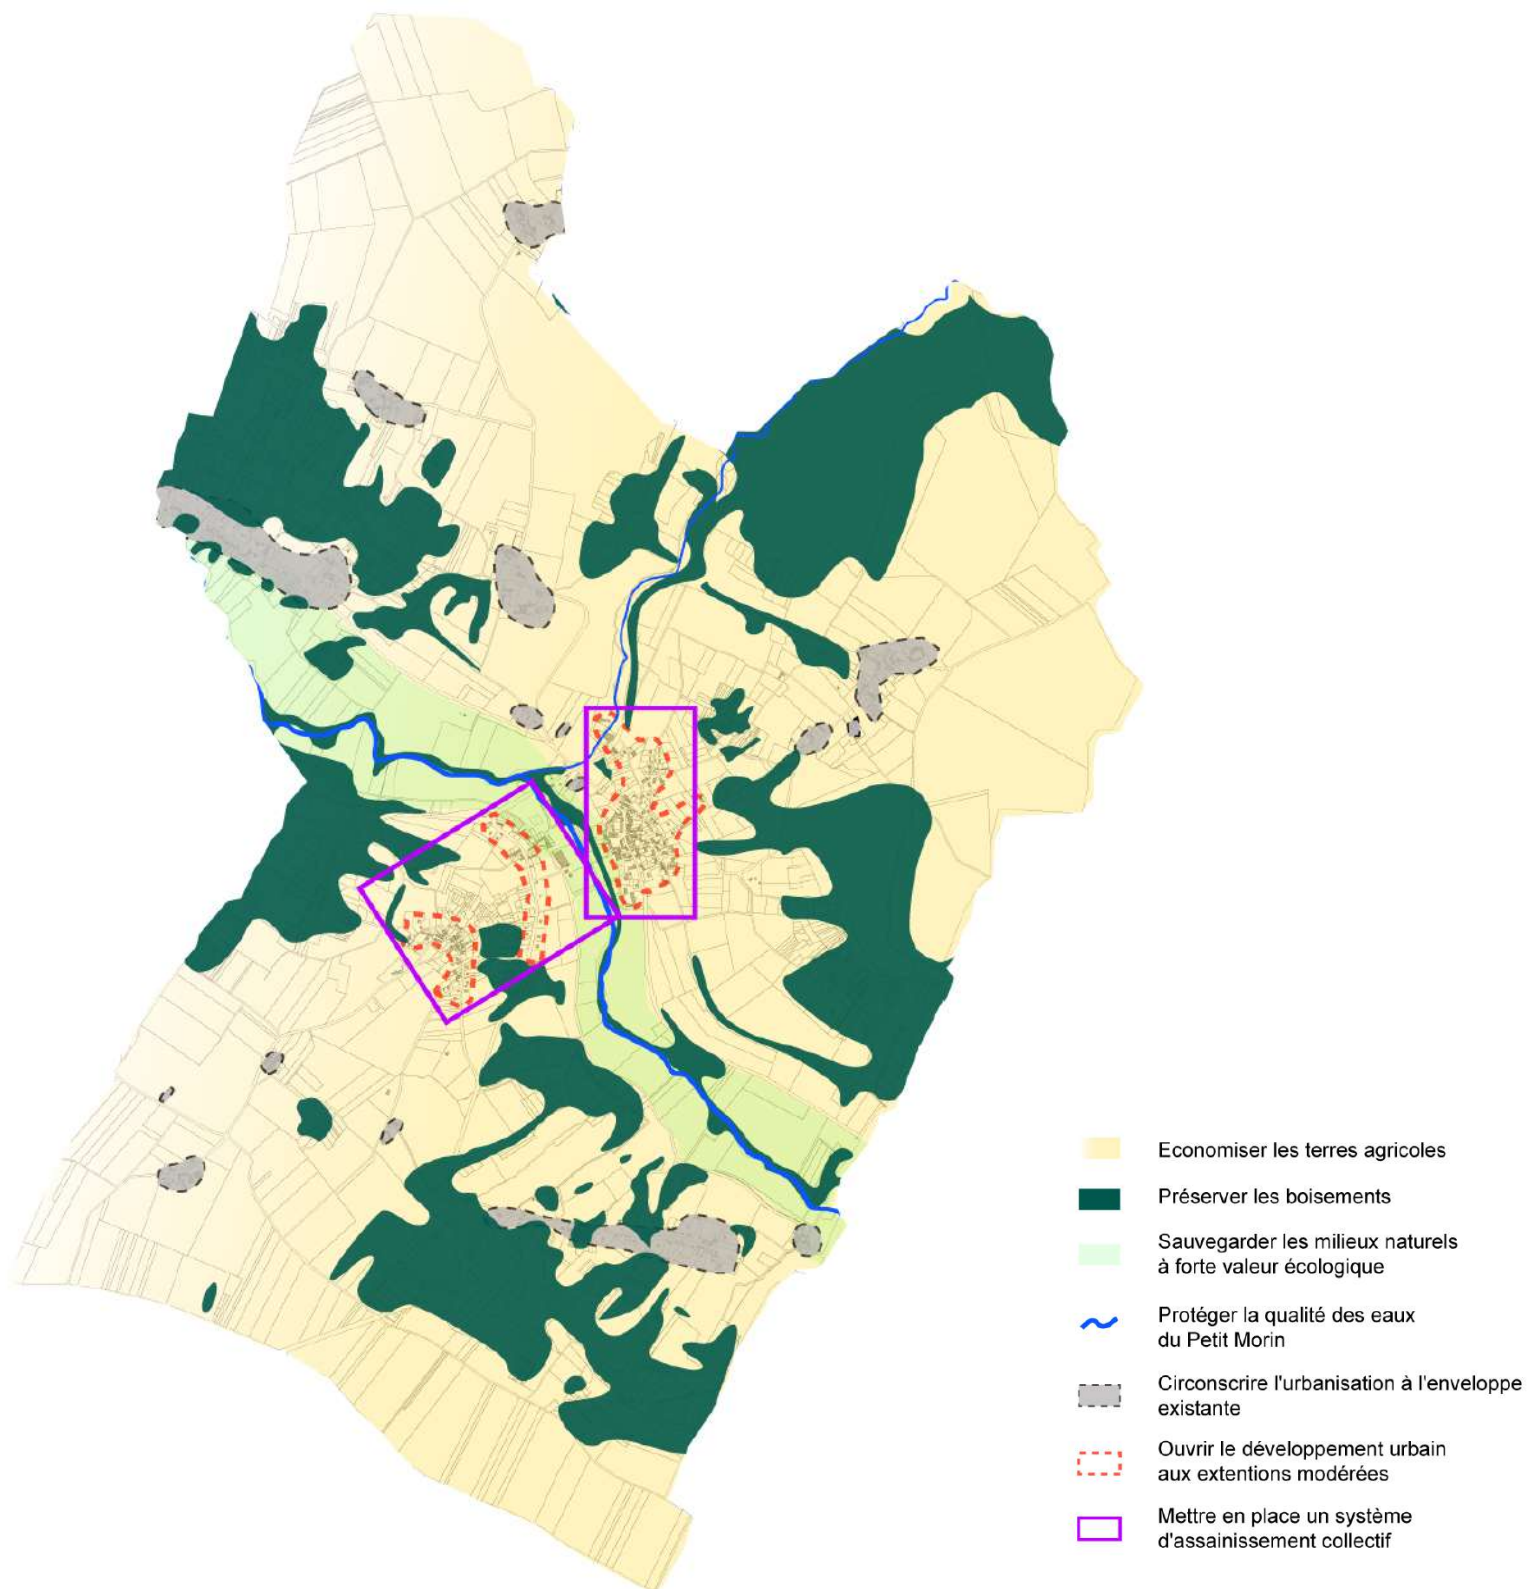 Economiser les terres agricoles
Préserver les boisements
Sauvegarder les milieux naturels
à forte valeur écologique
Protéger la qualité des eaux
du Petit Morin
Circonscrire l'urbanisation à l'enveloppe
existante
Ouvrir le développement urbain
aux extentions modérées
Mettre en place un système
d'assainissement collectif